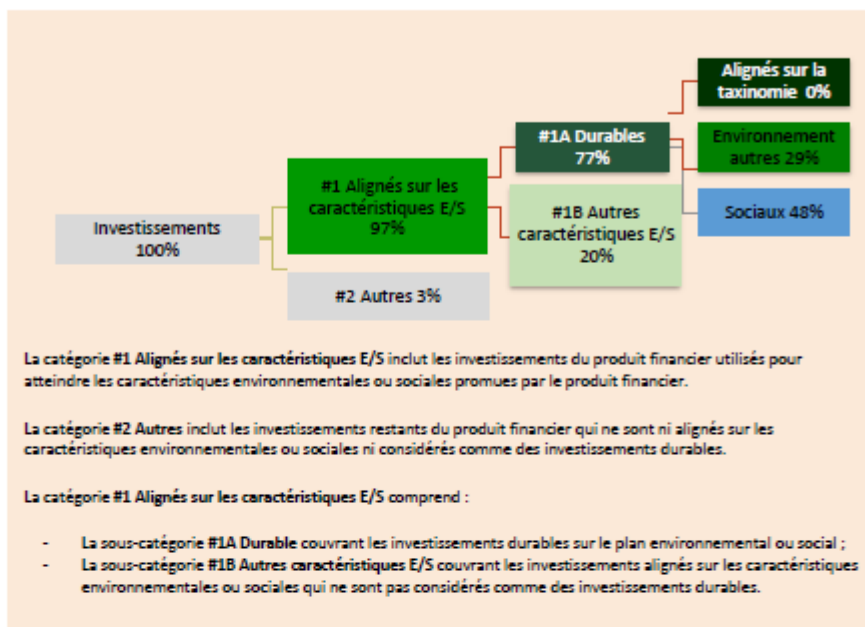 Alignés sur la
taxinomie 0%
#1A Durables
77%
Environnement
autres 29%
#1 Alignés sur les
caractéristiques E/S
97%
Sociaux 48%
#1B Autres
caractéristiques E/S
20%
Investissements
100%
#2 Autres 3%
La catégorie #1 Alignés sur les caractéristiques E/S inclut les investissements du produit financier utilisés pour
atteindre les caractéristiques environnementales ou sociales promues par le produit financier.
La catégorie #2 Autres inclut les investissements restants du produit financier qui ne sont ni alignés sur les
caractéristiques environnementales ou sociales ni considérés comme des investissements durables.
La catégorie #1 Alignés sur les caractéristiques E/S comprend :
- La sous-catégorie #1A Durable couvrant les investissements durables sur le plan environnemental ou social ;
- La sous-catégorie #1B Autres caractéristiques E/S couvrant les investissements alignés sur les caractéristiques
environnementales ou sociales qui ne sont pas considérés comme des investissements durables.